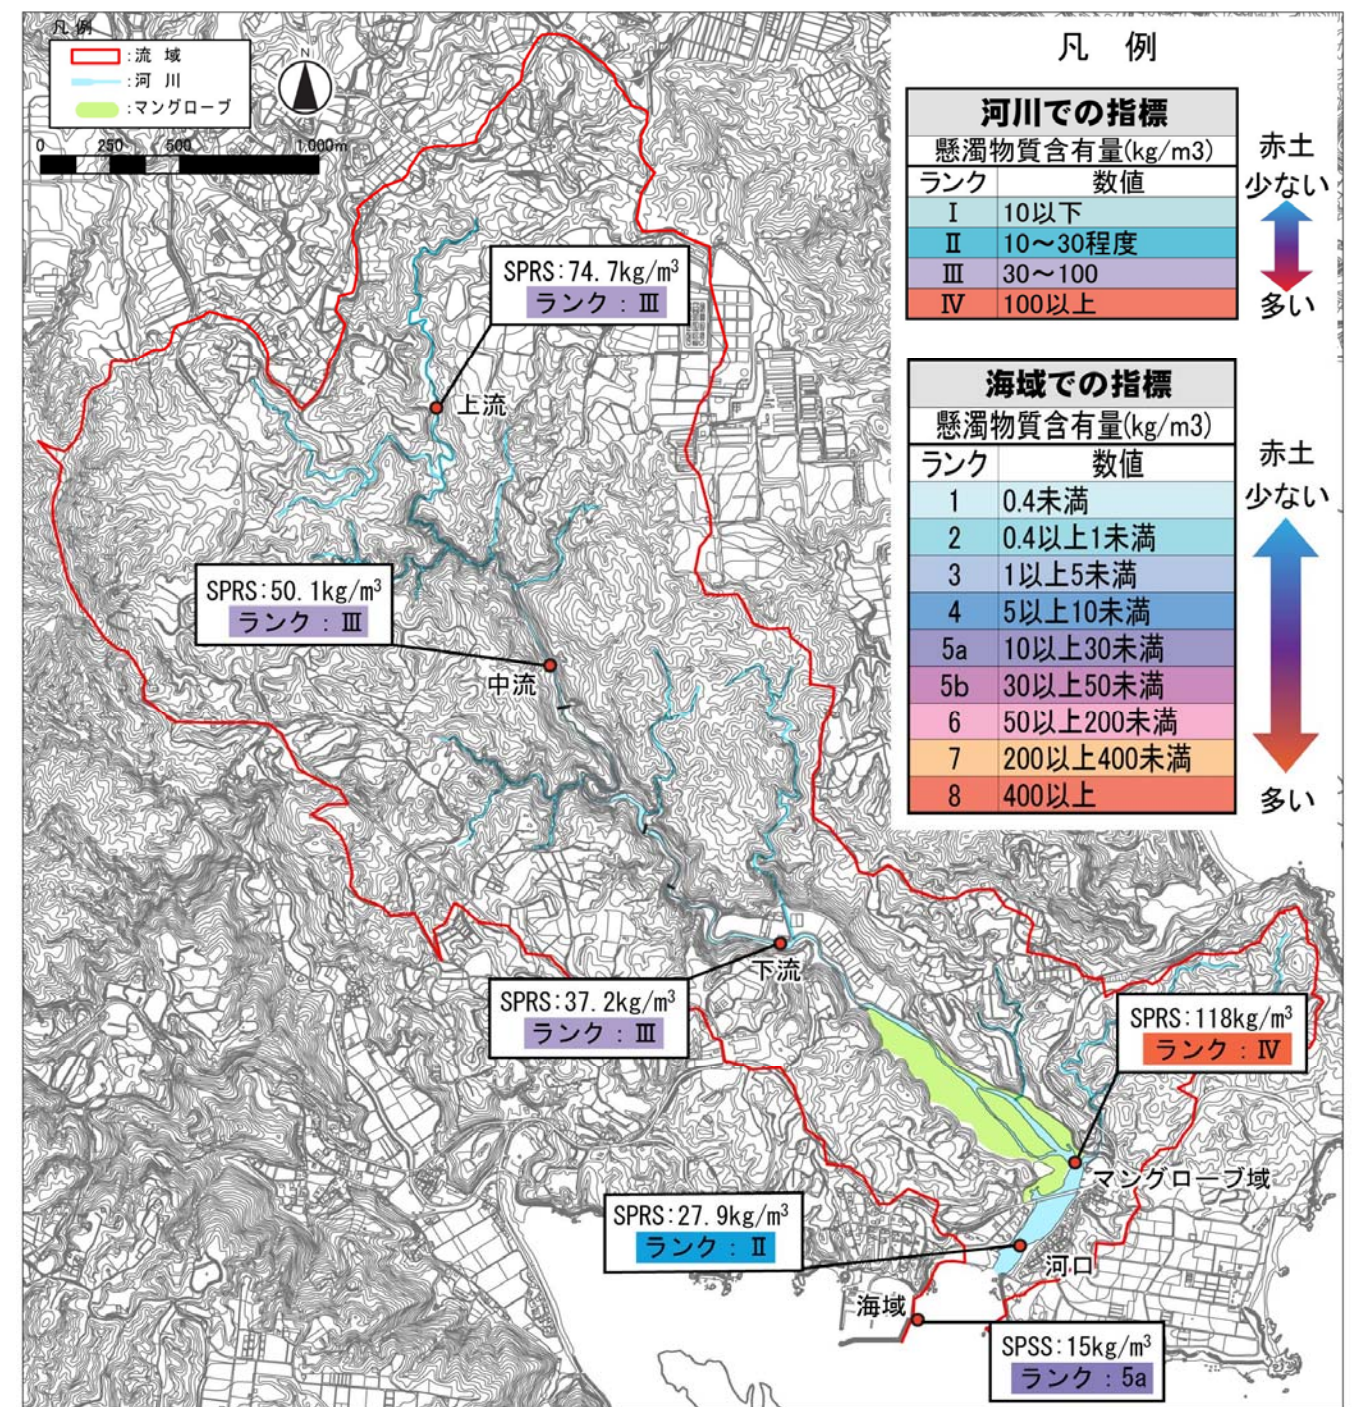 凡例
:流 域
:河 川
:マングローブ
N
0 250 500 1,000m
凡 例
河川での指標
懸濁物質含有量(kg/m3)
ランク 数値
Ⅰ 10以下
Ⅱ 10～30程度
Ⅲ 30～100
Ⅳ 100以上
赤土
少ない
多い
海域での指標
懸濁物質含有量(kg/m3)
ランク 数値
1 0.4未満
2 0.4以上1未満
3 1以上5未満
4 5以上10未満
5a 10以上30未満
5b 30以上50未満
6 50以上200未満
7 200以上400未満
8 400以上
赤土
少ない
多い
SPRS:74.7kg/m³
ランク：Ⅲ
上流
SPRS:50.1kg/m³
ランク：Ⅲ
中流
下流
SPRS:37.2kg/m³
ランク：Ⅲ
SPRS:118kg/m³
ランク：Ⅳ
マングローブ域
SPRS:27.9kg/m³
ランク：Ⅱ
河口
海域
SPSS:15kg/m³
ランク：5a